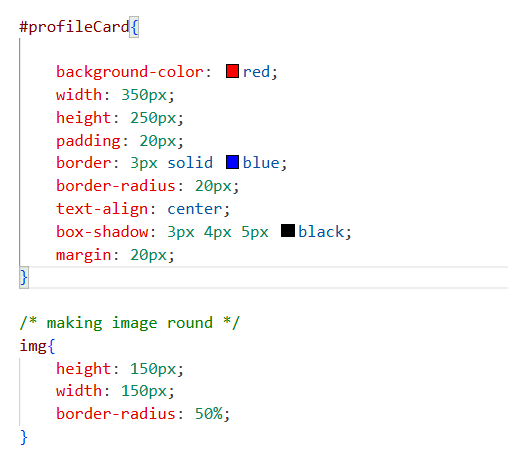 #profileCard{
background-color: red;
width: 350px;
height: 250px;
padding: 20px;
border: 3px solid blue;
border-radius: 20px;
text-align: center;
box-shadow: 3px 4px 5px black;
margin: 20px;
}
/* making image round */
img{
height: 150px;
width: 150px;
border-radius: 50%;
}